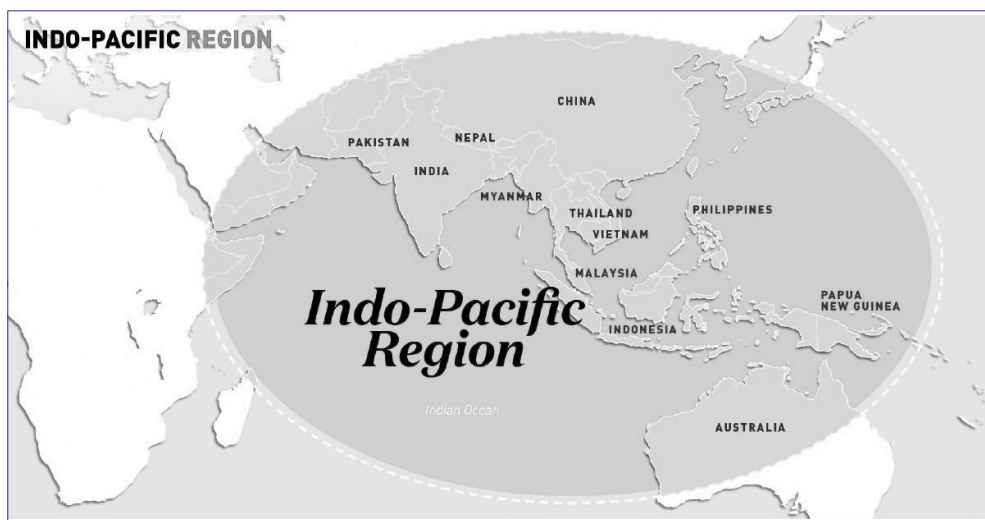 INDO-PACIFIC REGION
CHINA
PAKISTAN
NEPAL
INDIA
MYANMAR
THAILAND
PHILIPPINES
VIETNAM
MALAYSIA
Indo-Pacific
Region
PAPUA
NEW GUINEA
INDONESIA
Indian Ocean
AUSTRALIA